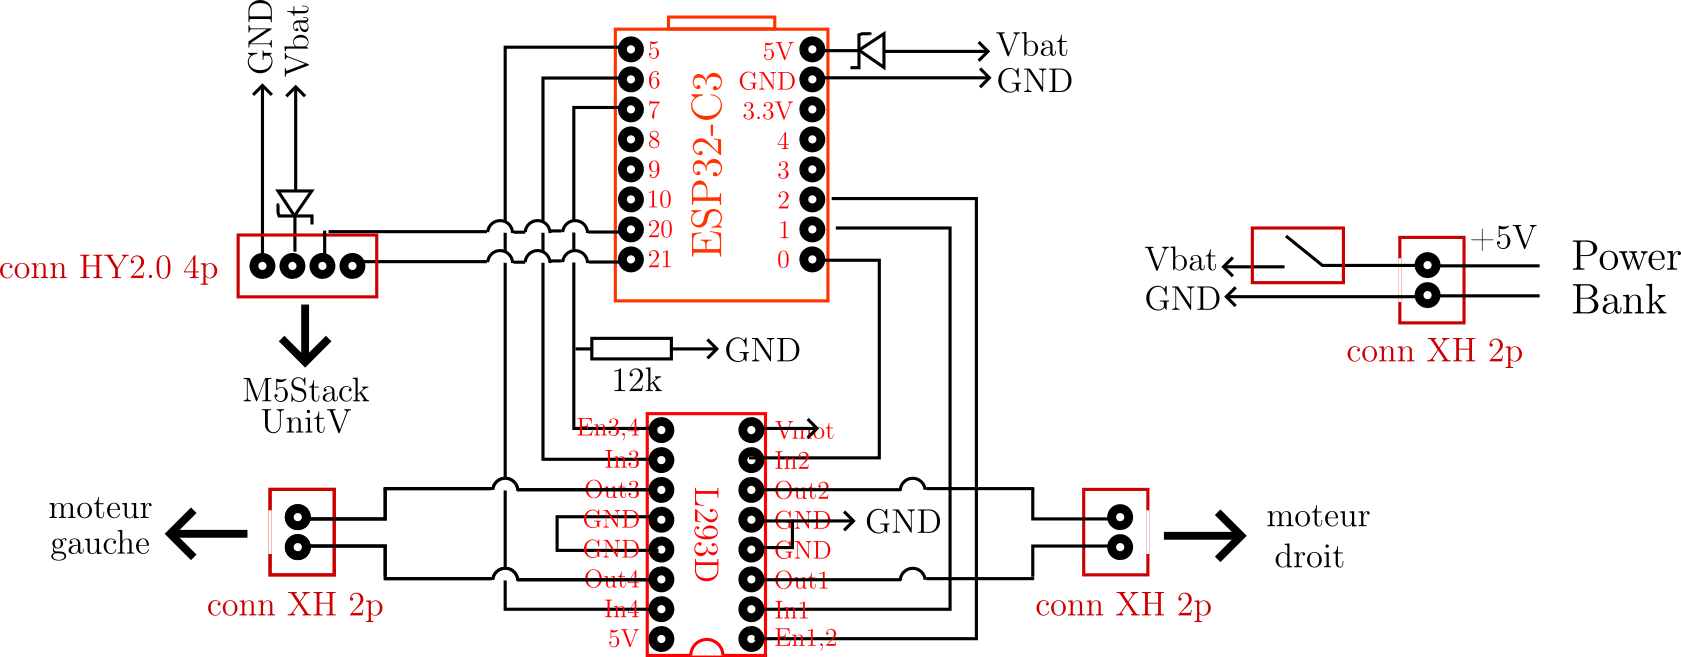 GND
Vbat
5
6
7
8
9
10
20
21
ESP32-C3
5V
GND
3.3V
4
3
2
1
0
Vbat
GND
conn HY2.0 4p
M5Stack
UnitV
12k
GND
Vbat
GND
+5V
Power
Bank
conn XH 2p
En3,4
In3
Out3
GND
GND
Out4
In4
5V
L293D
Vmot
In2
Out2
GND
GND
Out1
In1
En1,2
GND
moteur
gauche
conn XH 2p
moteur
droit
conn XH 2p